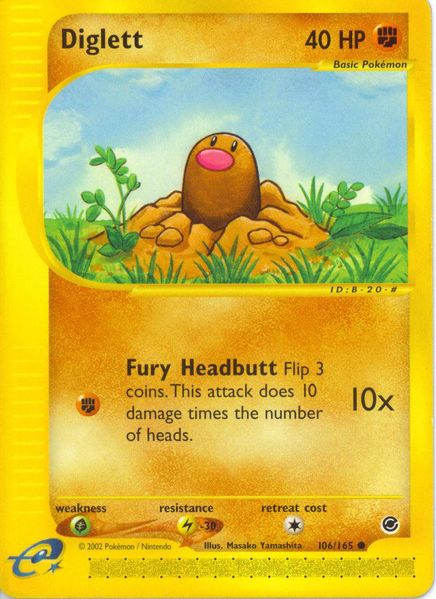 Diglett 40 HP
Basic Pokémon
ID:B-20-#
Fury Headbutt Flip 3
coins. This attack does 10
damage times the number
of heads.
10x
weakness resistance retreat cost
-30
© 2002 Pokémon / Nintendo Illus. Masako Yamashita 106/165
e